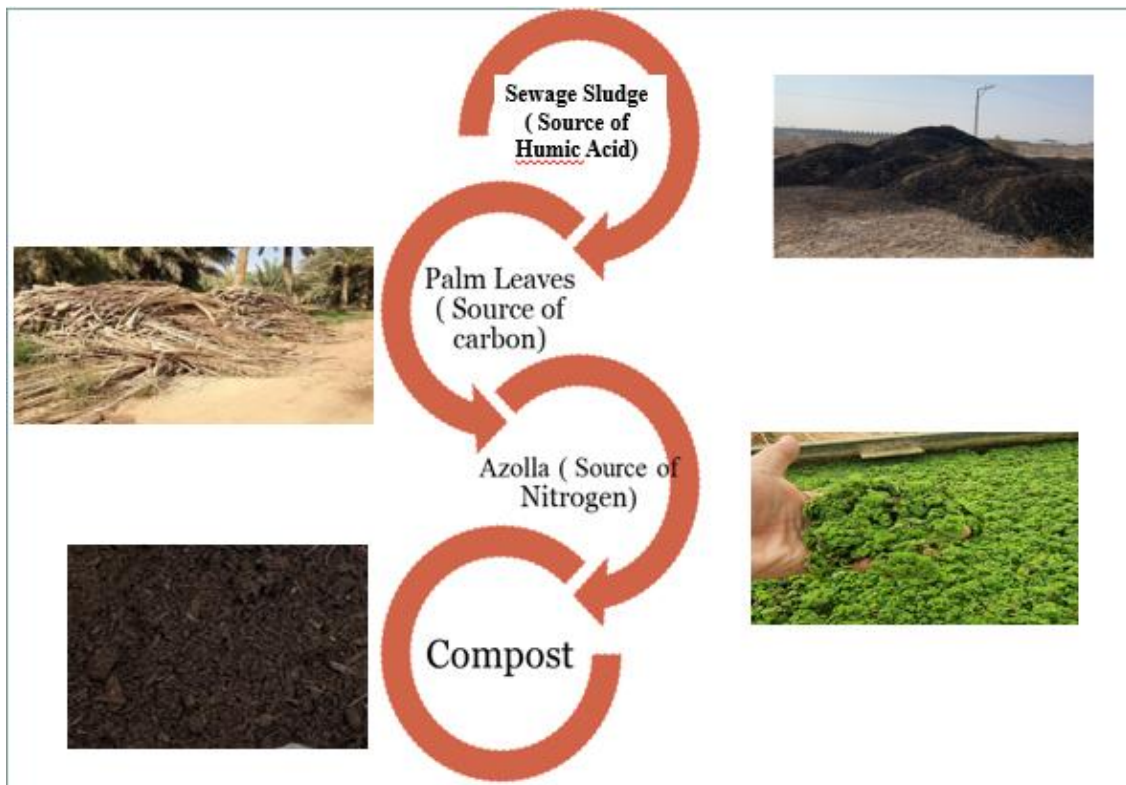 Sewage Sludge
( Source of
Humic Acid)
Palm Leaves
( Source of
carbon)
Azolla ( Source of
Nitrogen)
Compost